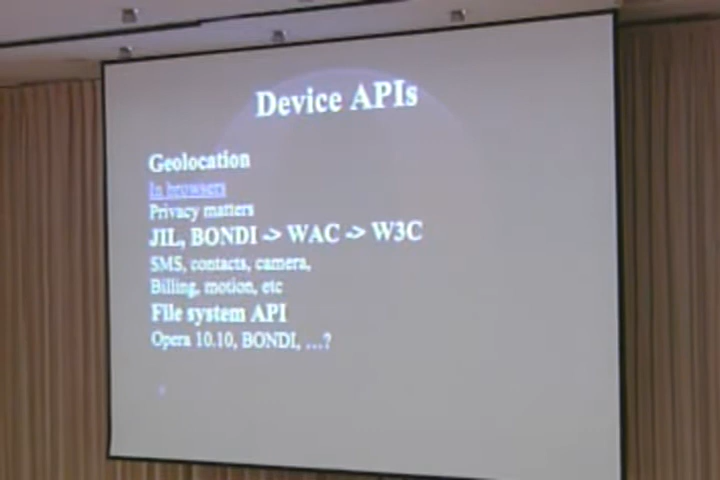 Device APIs
Geolocation
In browsers
Privacy matters
JIL, BONDI -> WAC -> W3C
SMS, contacts, camera,
Billing, motion, etc
File system API
Opera 10.10, BONDI, ...?